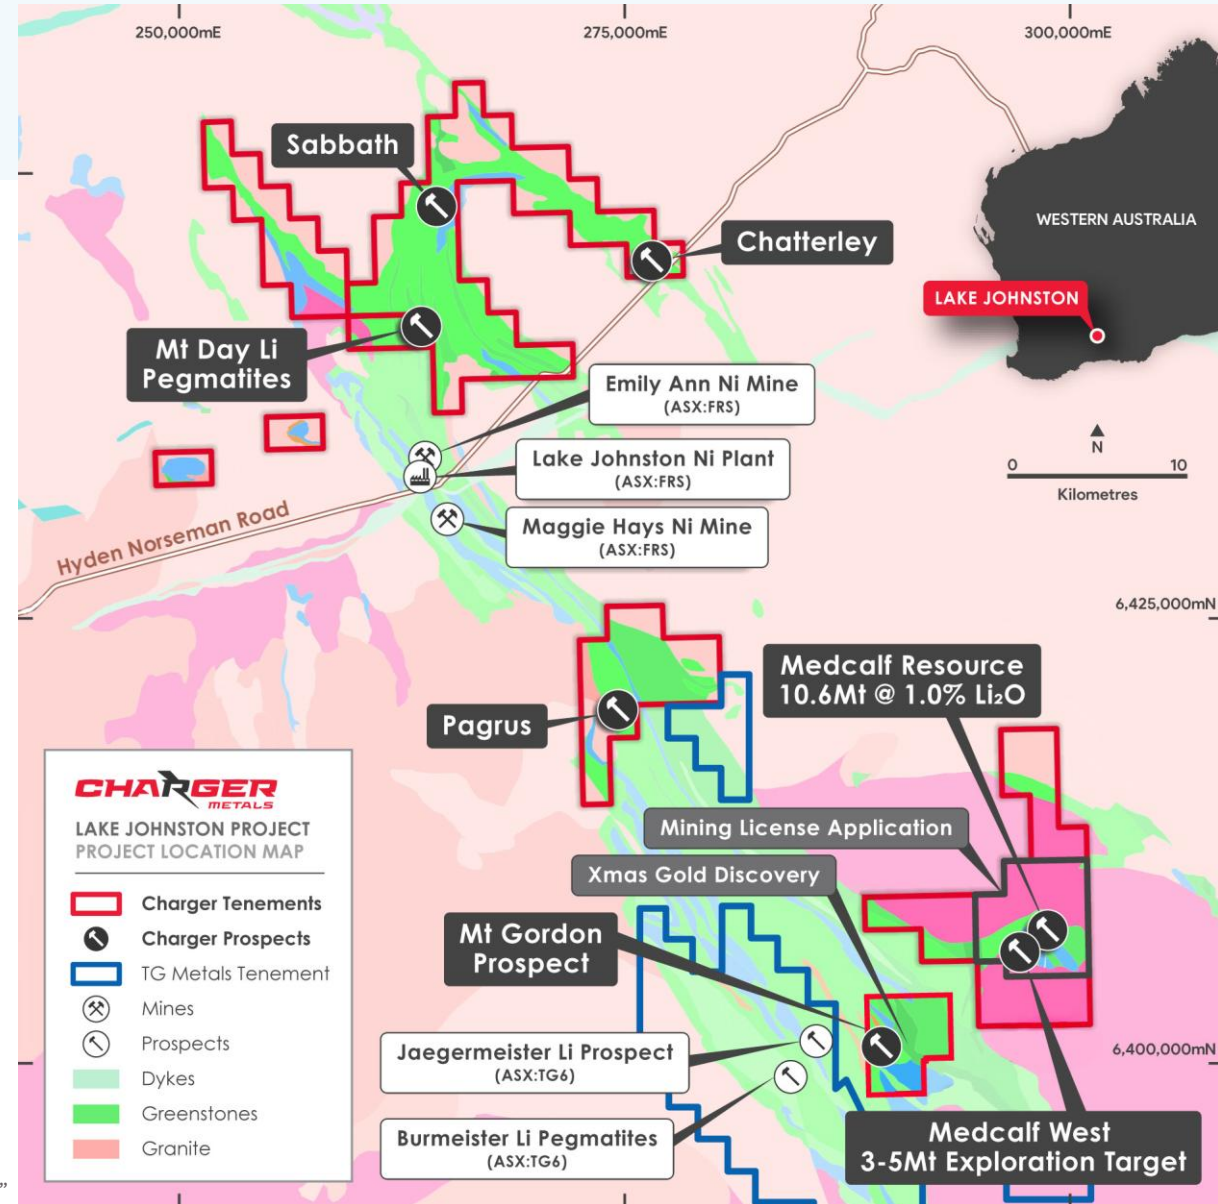 250,000mE
275,000mE
300,000mE
Sabbath
Chatterley
WESTERN AUSTRALIA
LAKE JOHNSTON
Mt Day Li
Pegmatites
Emily Ann Ni Mine
(ASX:FRS)
N
0 10
Kilometres
Lake Johnston Ni Plant
(ASX:FRS)
Maggie Hays Ni Mine
(ASX:FRS)
Hyden Norseman Road
6,425,000mN
Medcalf Resource
10.6Mt @ 1.0% Li₂O
Pagrus
Mining License Application
Xmas Gold Discovery
Mt Gordon
Prospect
Jaegermeister Li Prospect
(ASX:TG6)
6,400,000mN
Burmeister Li Pegmatites
(ASX:TG6)
Medcalf West
3-5Mt Exploration Target
CHARGER
METALS
LAKE JOHNSTON PROJECT
PROJECT LOCATION MAP
Charger Tenements
Charger Prospects
TG Metals Tenement
Mines
Prospects
Dykes
Greenstones
Granite
”